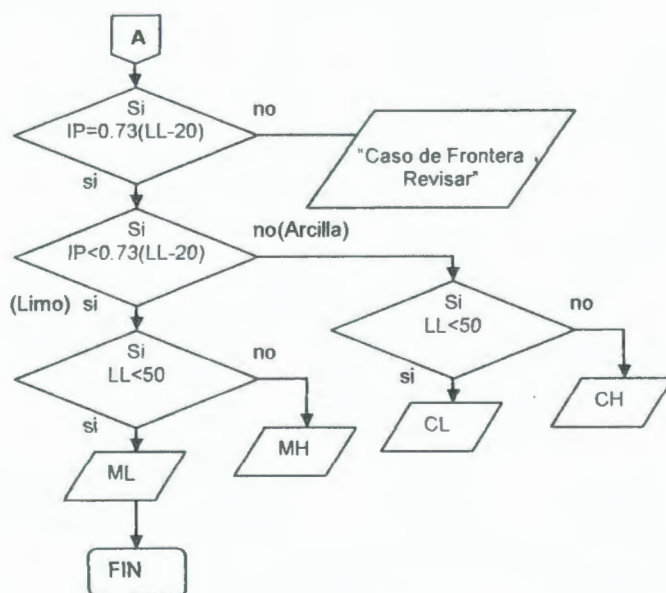 A
Si
IP=0.73(LL-20)
no
si
"Caso de Frontera
Revisar"
Si
IP<0.73(LL-20)
no(Arcilla)
(Limo) si
Si
LL<50
no
si
Si
LL<50
no
si
ML
MH
CL
CH
FIN